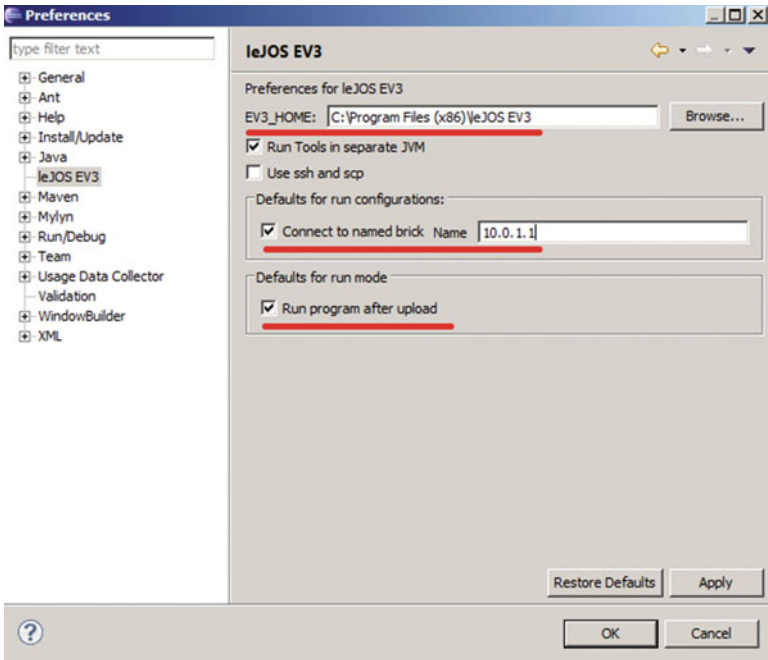 Preferences
type filter text
General
Ant
Help
Install/Update
Java
leJOS EV3
Maven
Mylyn
Run/Debug
Team
Usage Data Collector
Validation
WindowBuilder
XML
leJOS EV3
Preferences for leJOS EV3
EV3_HOME: C:\Program Files (x86)\leJOS EV3 Browse...
Run Tools in separate JVM
Use ssh and scp
Defaults for run configurations:
Connect to named brick Name 10.0.1.1
Defaults for run mode
Run program after upload
Restore Defaults Apply
? OK Cancel